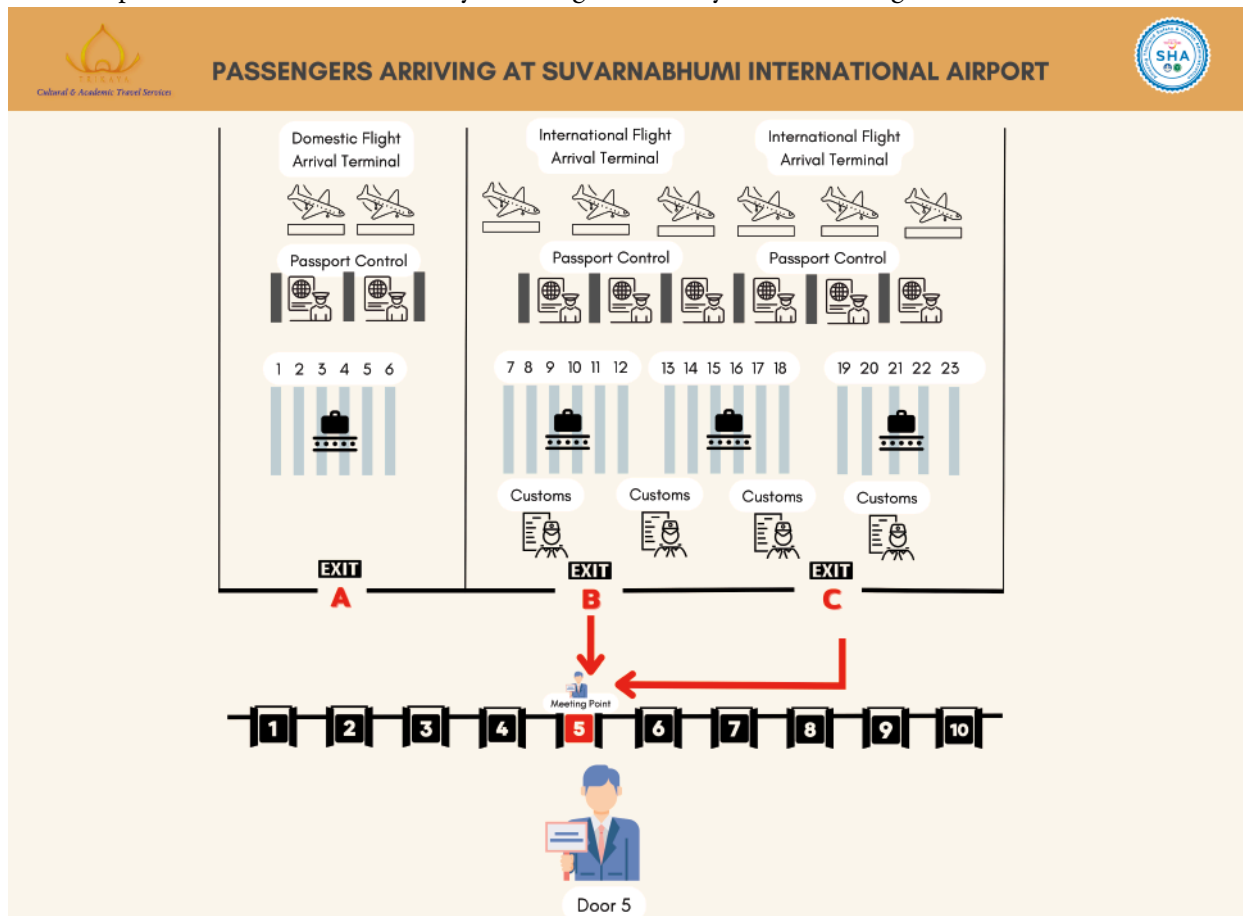 TRISATA
Cultural & Academic Travel Services
PASSENGERS ARRIVING AT SUVARNABHUMI INTERNATIONAL AIRPORT
SHA
Domestic Flight
Arrival Terminal
International Flight
Arrival Terminal
International Flight
Arrival Terminal
Passport Control
Passport Control
Passport Control
1 2 3 4 5 6
7 8 9 10 11 12
13 14 15 16 17 18
19 20 21 22 23
Customs
Customs
Customs
Customs
EXIT
A
EXIT
B
EXIT
C
Meeting Point
1 2 3 4 5 6 7 8 9 10
Door 5